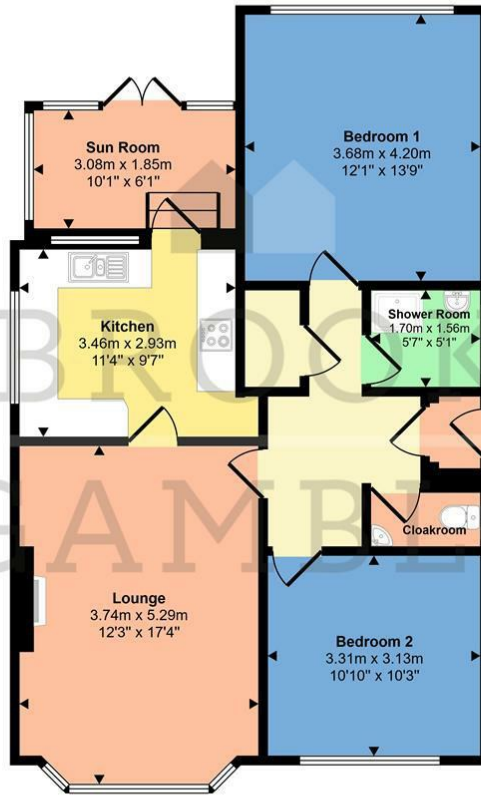 Bedroom 1
3.68m x 4.20m
12'1" x 13'9"
Sun Room
3.08m x 1.85m
10'1" x 6'1"
Shower Room
1.70m x 1.56m
5'7" x 5'1"
Kitchen
3.46m x 2.93m
11'4" x 9'7"
BROOK
GAMBL
Cloakroom
Lounge
3.74m x 5.29m
12'3" x 17'4"
Bedroom 2
3.31m x 3.13m
10'10" x 10'3"